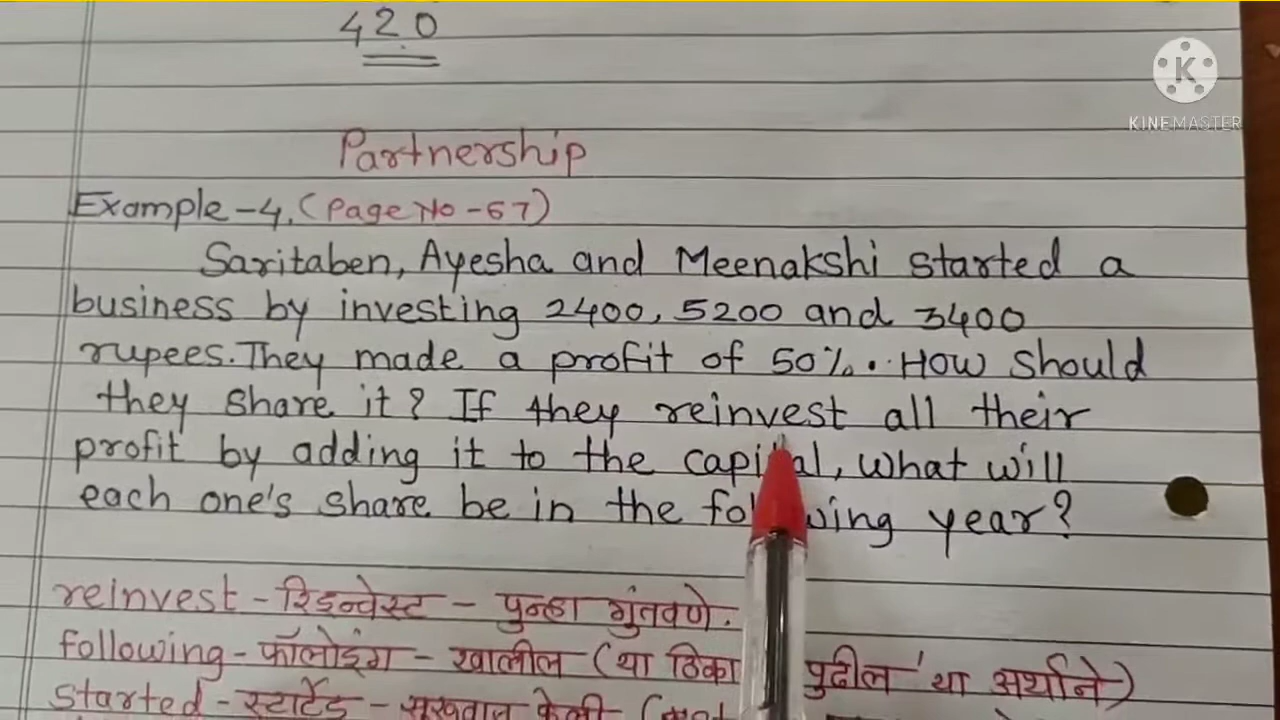 420
KINEMASTER
Partnership
Example-4. (Page No-67)
Saritaben, Ayesha and Meenakshi started a
business by investing 2400, 5200 and 3400
rupees. They made a profit of 50%. How should
they share it? If they reinvest all their
profit by adding it to the capital, what will
each one's share be in the following year?
reinvest - रिइन्वेस्ट - पुन्हा गुंतवणे.
following - फॉलोइंग - खालील (या ठिका पुढील' या अर्थाने)
started - स्टार्टेड - सुरुवात केली